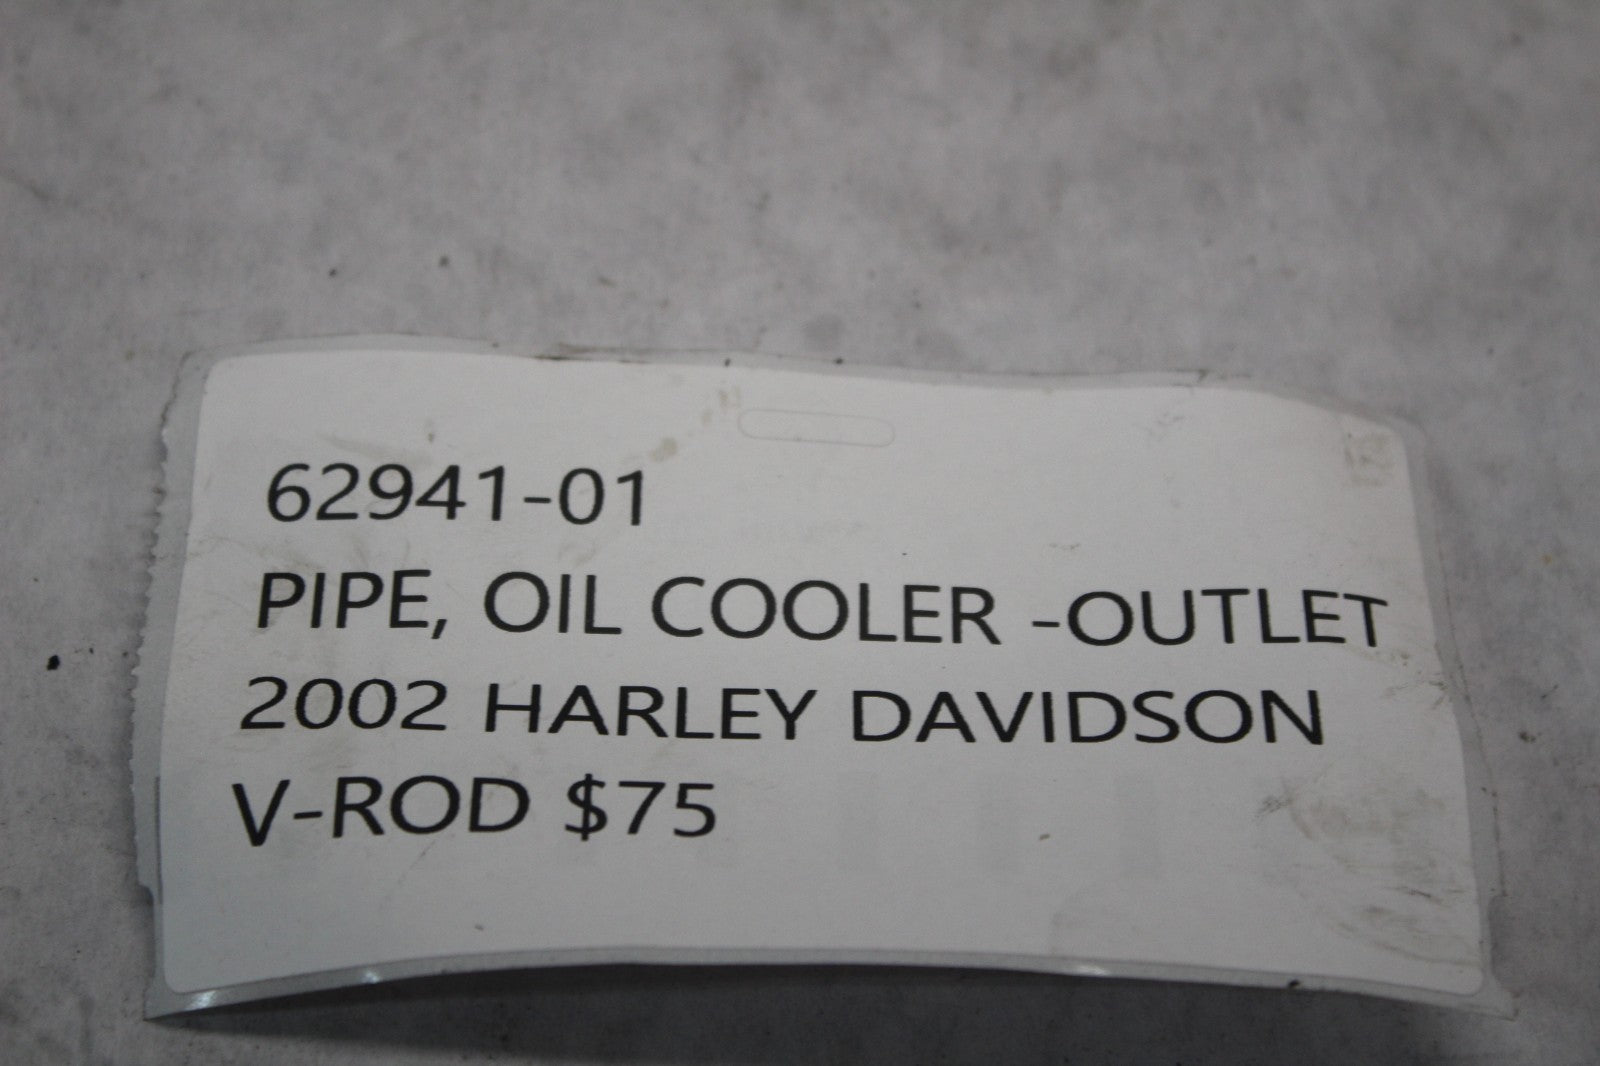 62941-01
PIPE, OIL COOLER -OUTLET
2002 HARLEY DAVIDSON
V-ROD $75